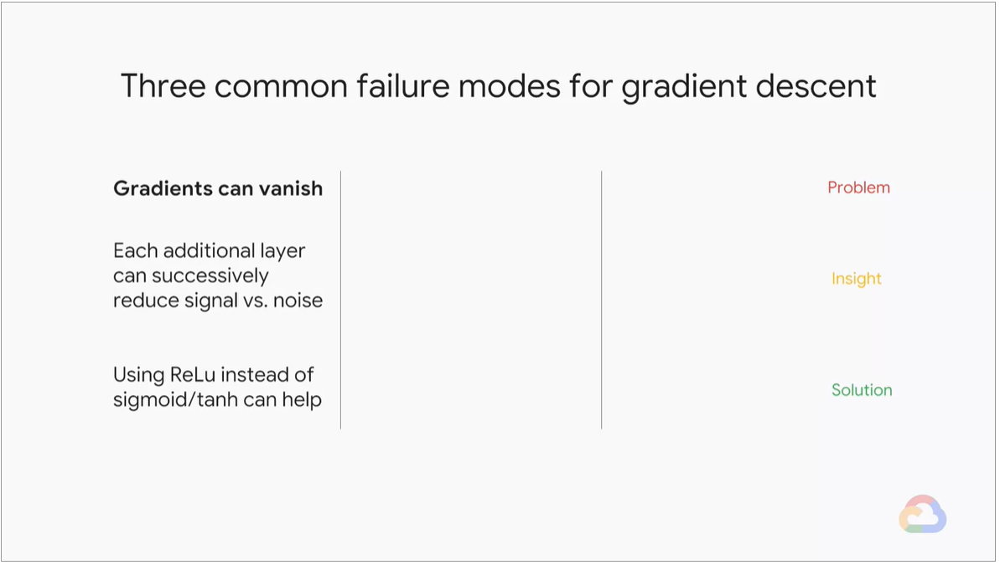 Three common failure modes for gradient descent
Gradients can vanish
Problem
Each additional layer
can successively
reduce signal vs. noise
Insight
Using ReLu instead of
sigmoid/tanh can help
Solution